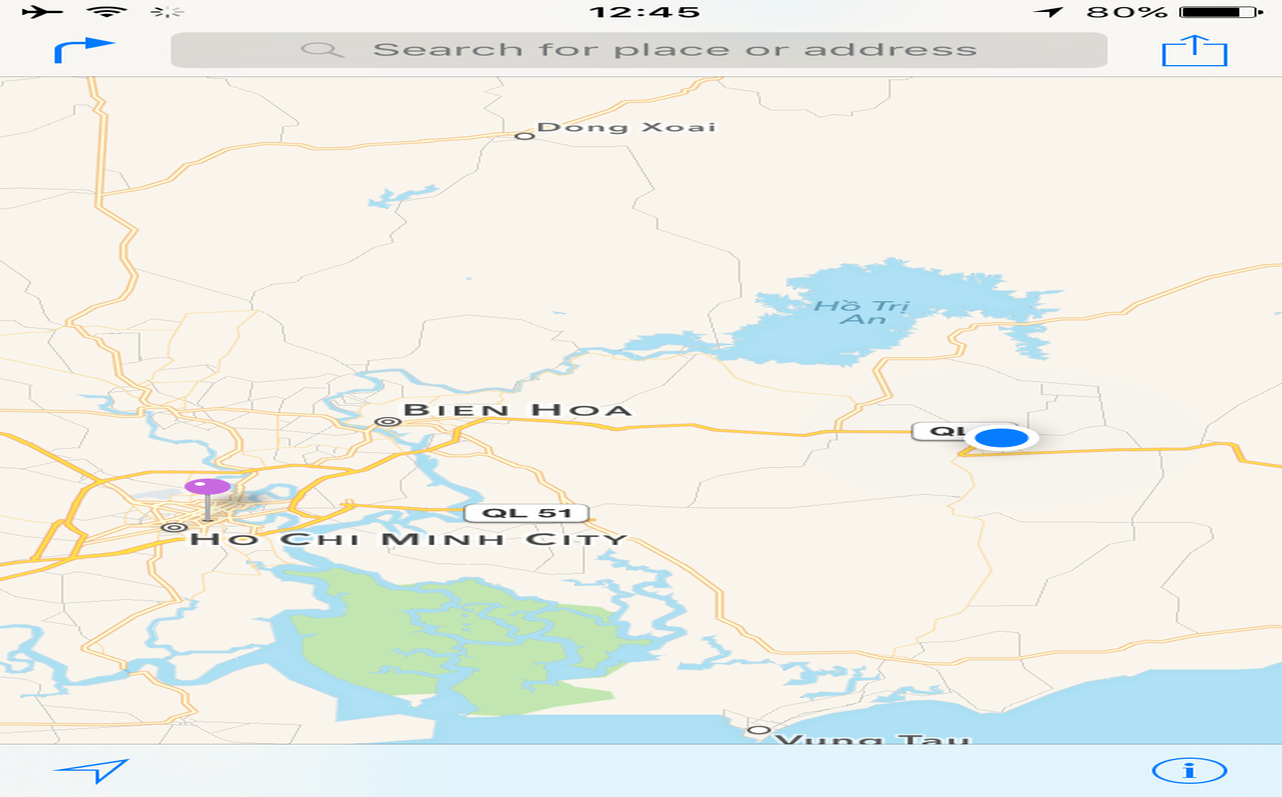 12:45
80%
Search for place or address
Dong Xoai
Hồ Trị
An
BIEN HOA
QL
QL 51
HO CHI MINH CITY
Vung Tau